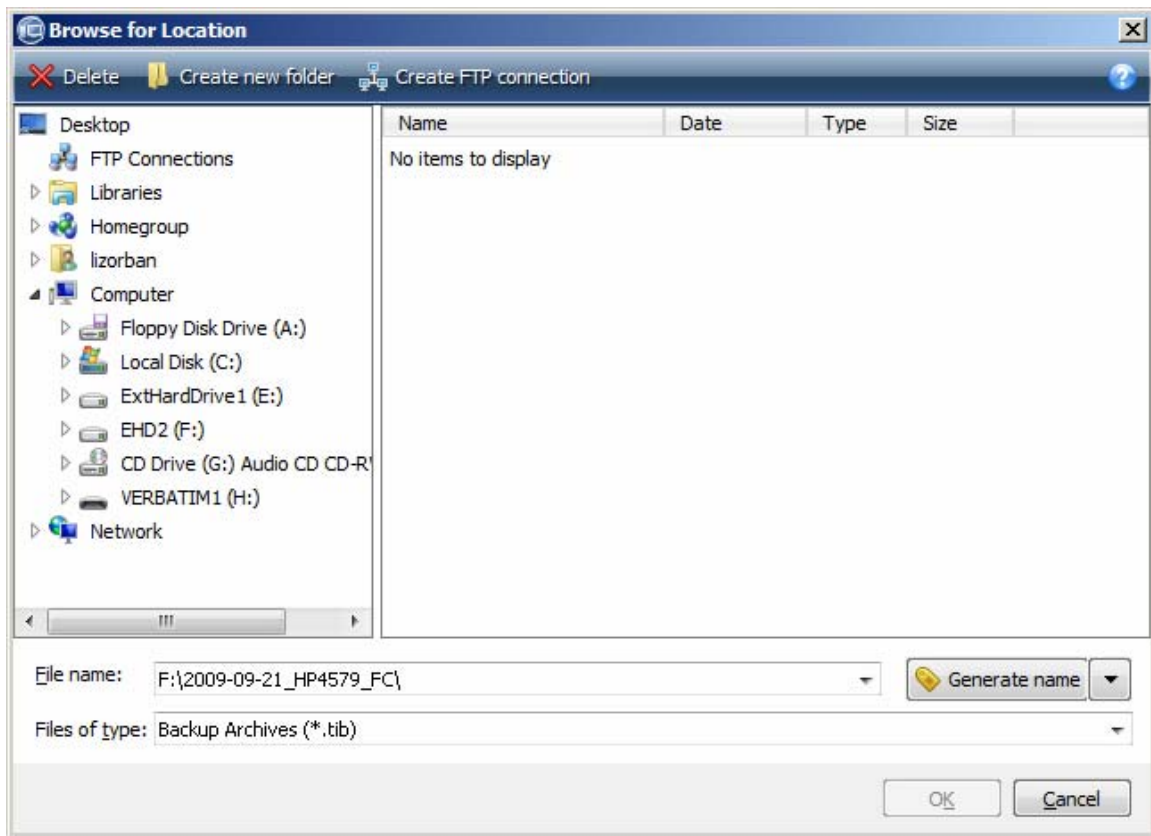 Browse for Location
Delete Create new folder Create FTP connection
Desktop
FTP Connections
Libraries
Homegroup
lizorban
Computer
Floppy Disk Drive (A:)
Local Disk (C:)
ExtHardDrive1 (E:)
EHD2 (F:)
CD Drive (G:) Audio CD CD-R
VERBATIM1 (H:)
Network
Name Date Type Size
No items to display
File name: F:\2009-09-21_HP4579_FC\ Generate name
Files of type: Backup Archives (*.tib)
OK Cancel